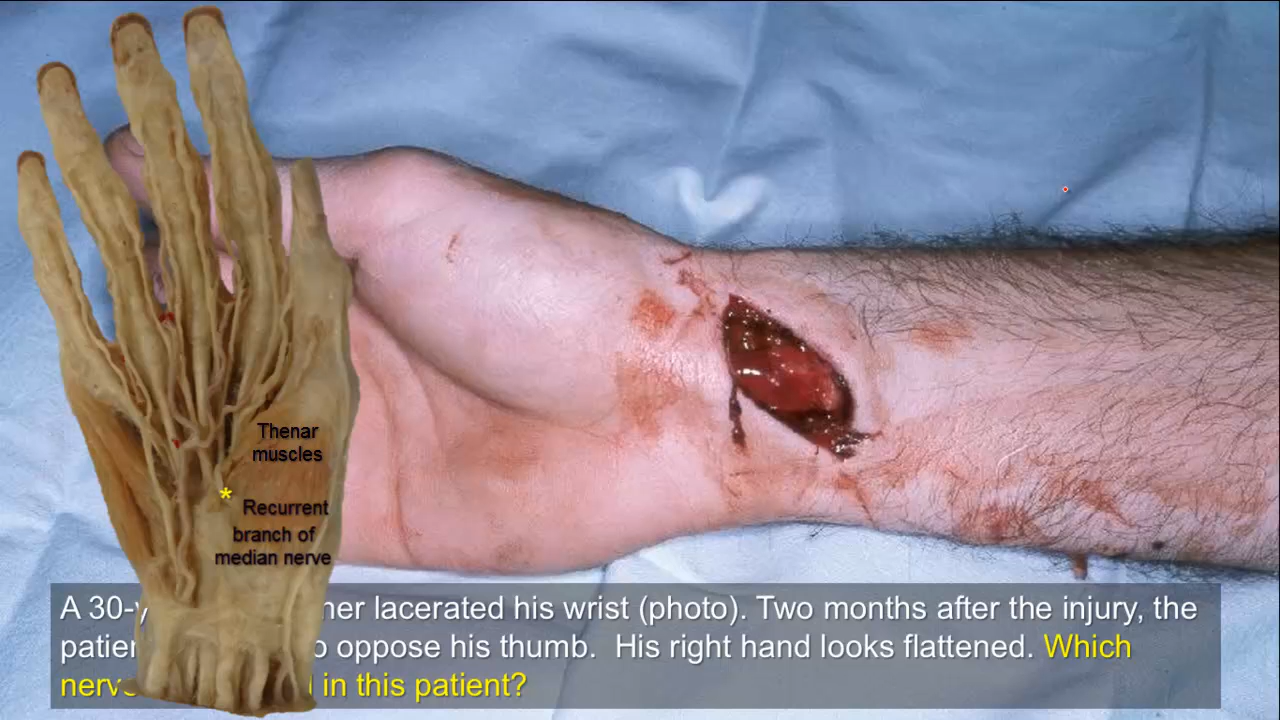 Thenar
muscles
*
Recurrent
branch of
median nerve
A 30-y her lacerated his wrist (photo). Two months after the injury, the
patien o oppose his thumb. His right hand looks flattened. Which
nerv in this patient?